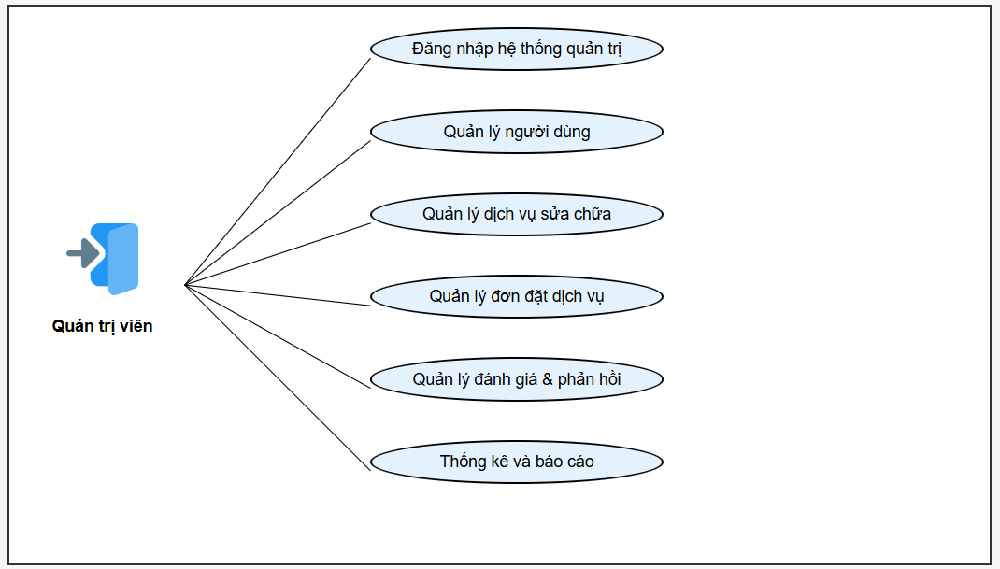 Đăng nhập hệ thống quản trị
Quản lý người dùng
Quản lý dịch vụ sửa chữa
Quản lý đơn đặt dịch vụ
Quản trị viên
Quản lý đánh giá & phản hồi
Thống kê và báo cáo